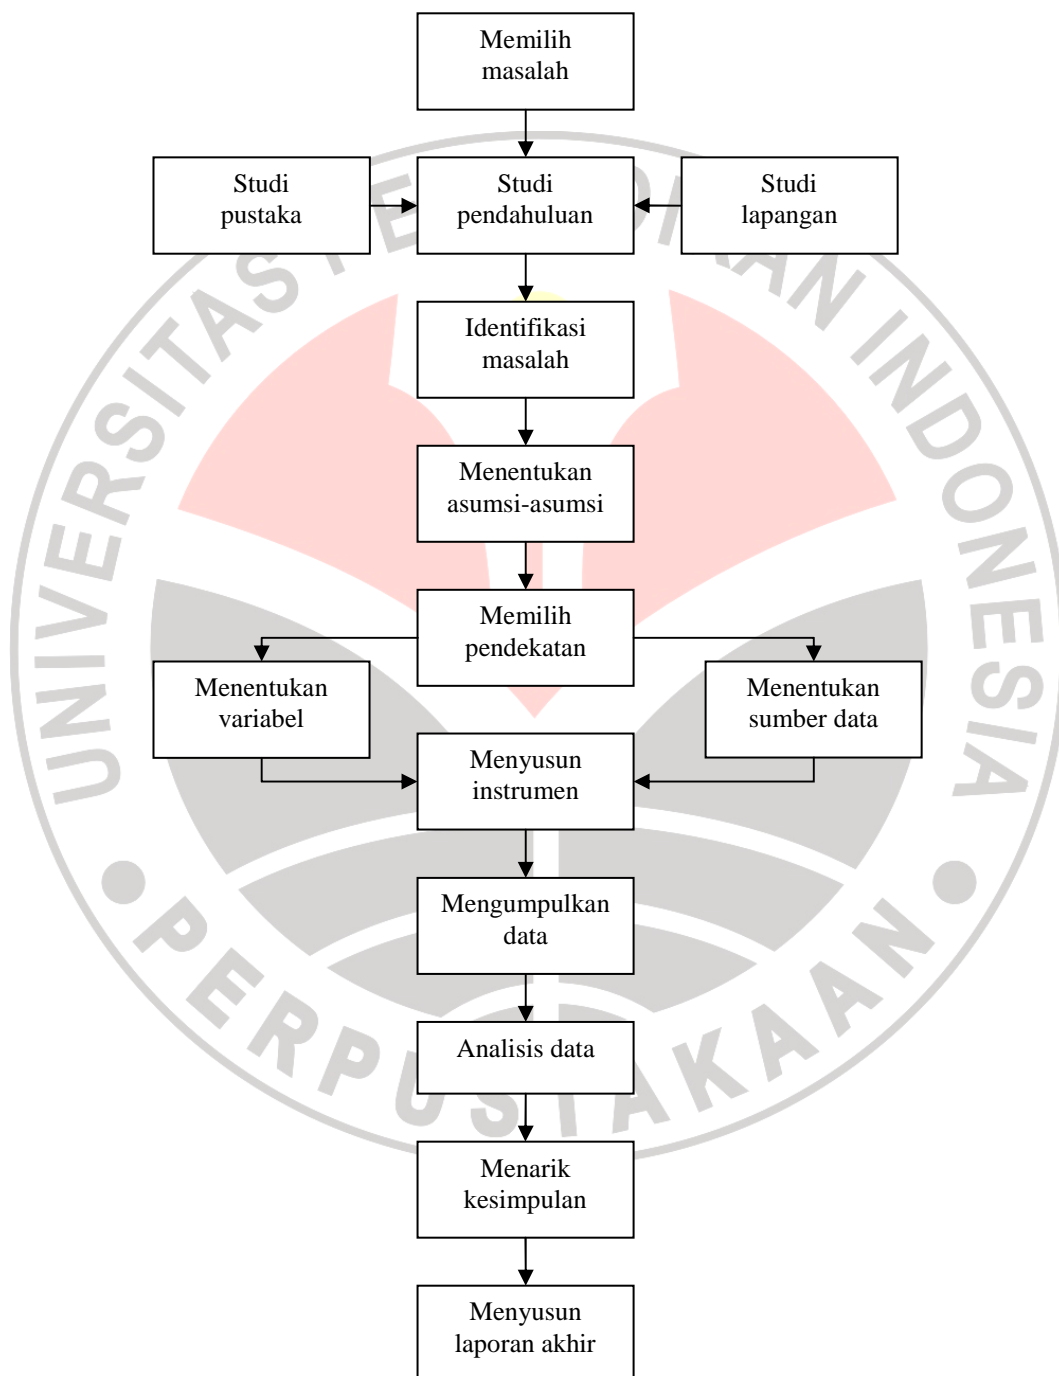 Memilih
masalah
Studi
pustaka
Studi
pendahuluan
Studi
lapangan
Identifikasi
masalah
Menentukan
asumsi-asumsi
Memilih
pendekatan
Menentukan
variabel
Menentukan
sumber data
Menyusun
instrumen
Mengumpulkan
data
Analisis data
Menarik
kesimpulan
Menyusun
laporan akhir
UNIVERSITAS PENDIDIKAN INDONESIA
PERPUSTAKAAN